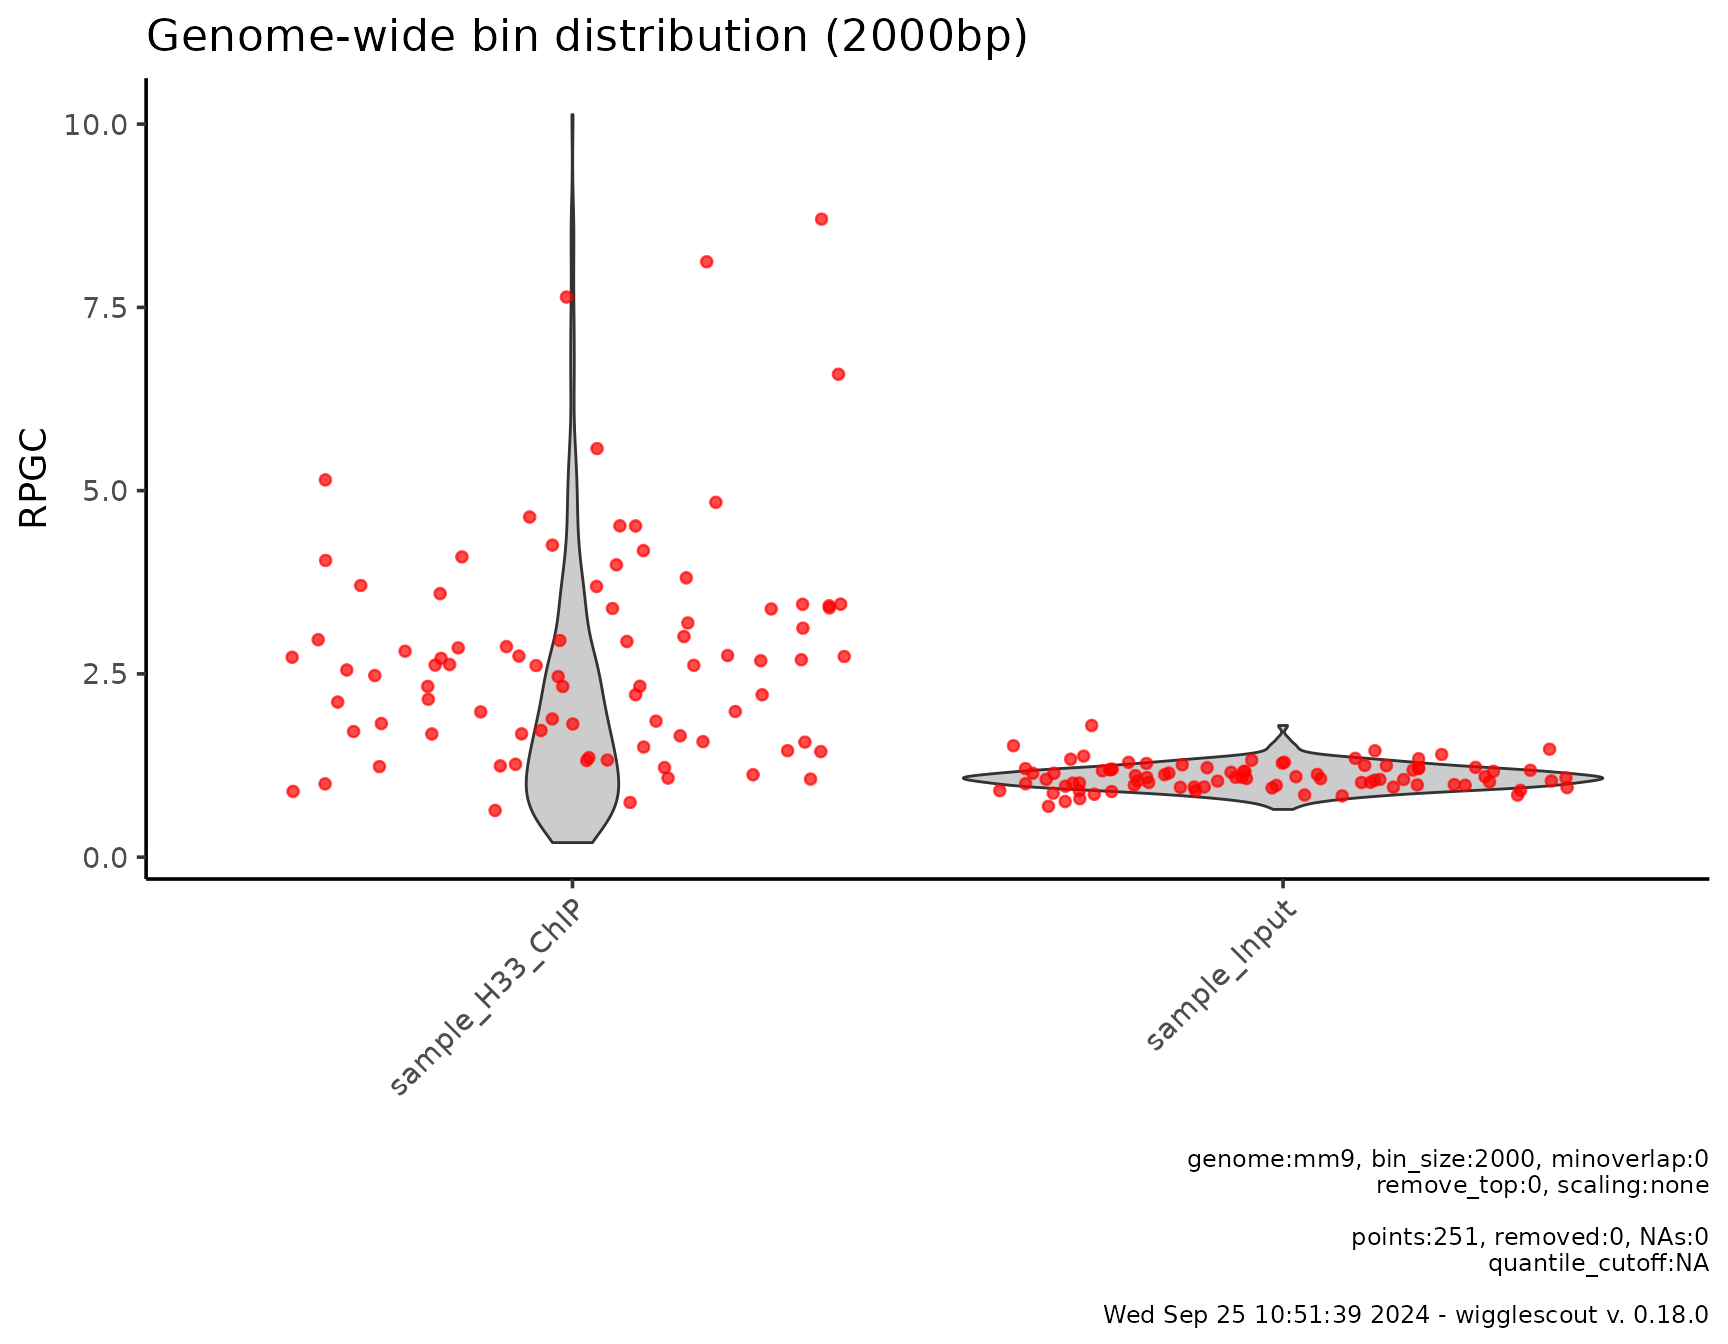 Genome-wide bin distribution (2000bp)
RPGC
10.0
7.5
5.0
2.5
0.0
sample_H33_ChIP
sample_Input
genome:mm9, bin_size:2000, minoverlap:0
remove_top:0, scaling:none
points:251, removed:0, NAs:0
quantile_cutoff:NA
Wed Sep 25 10:51:39 2024 - wigglescout v. 0.18.0